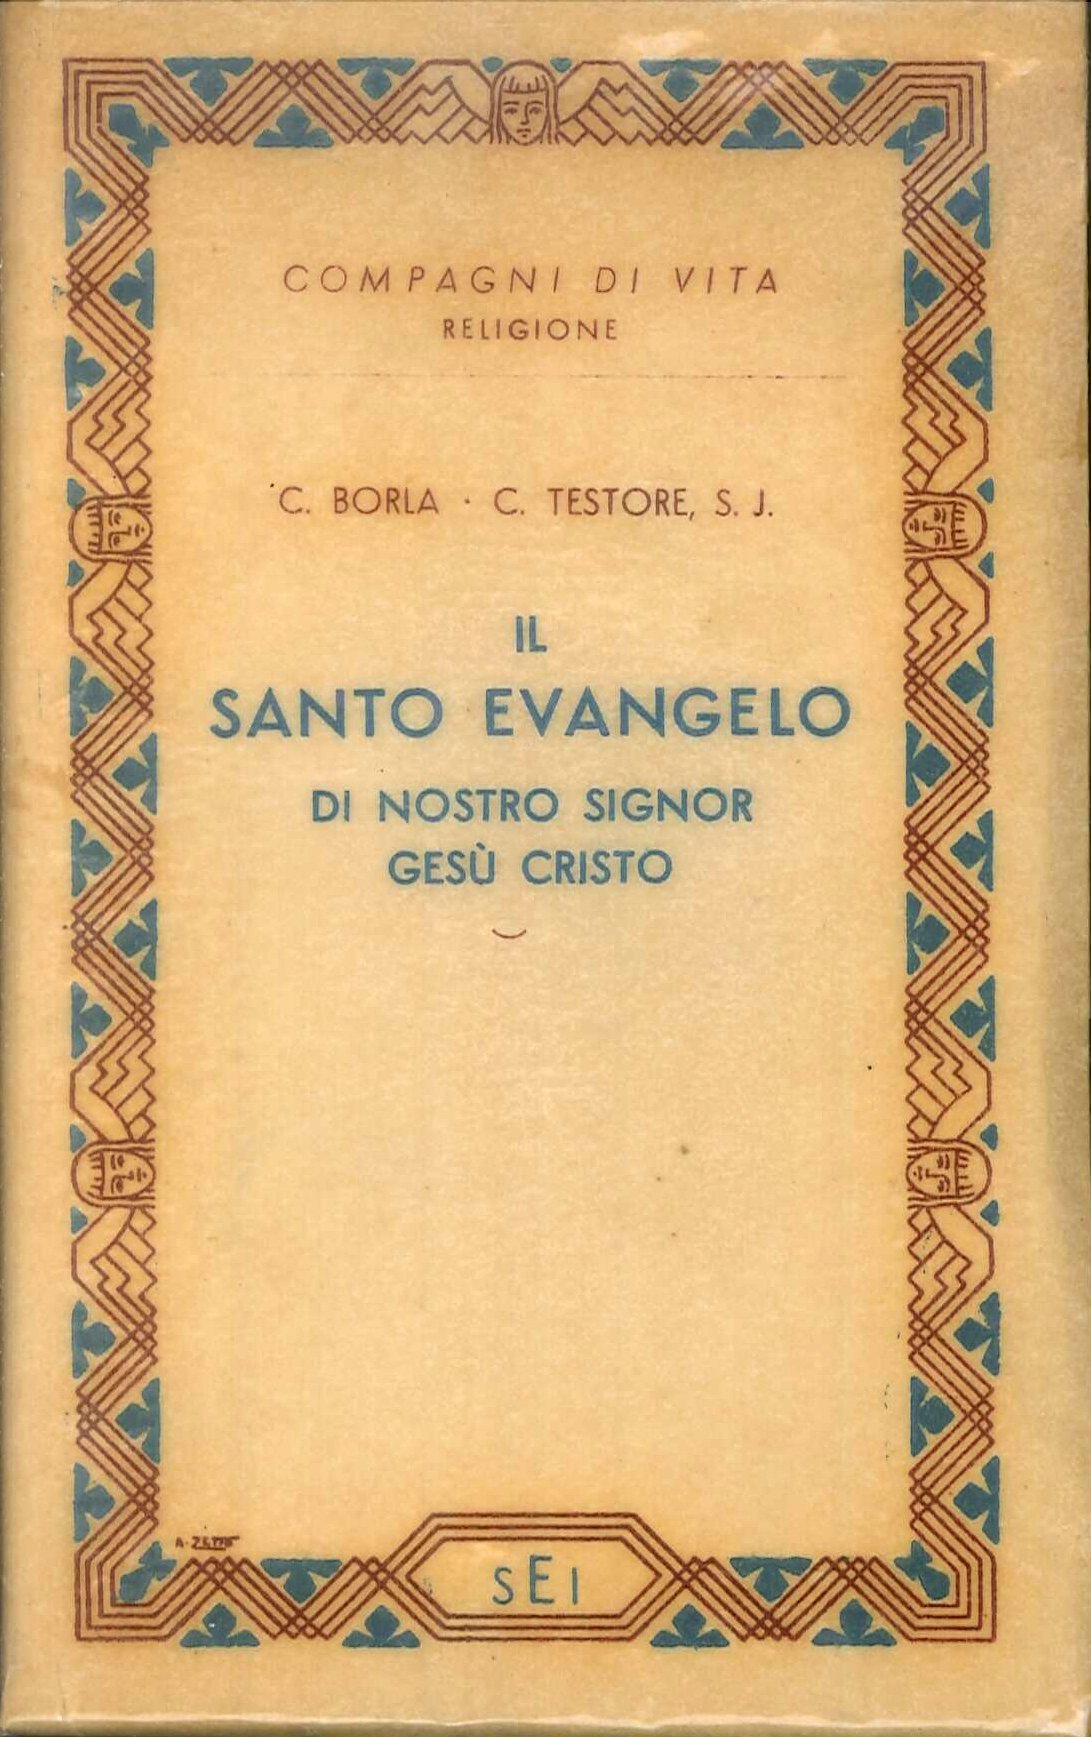 COMPAGNI DI VITA
RELIGIONE
C. BORLA · C. TESTORE, S. J.
IL
SANTO EVANGELO
DI NOSTRO SIGNOR
GESÙ CRISTO
SEI